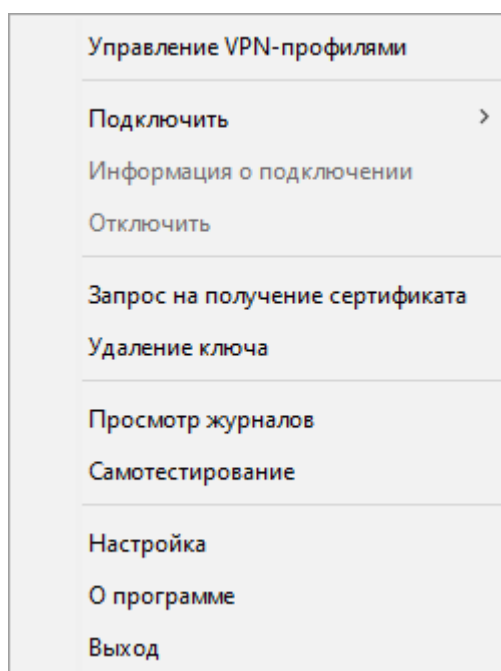 Управление VPN-профилями
Подключить
Информация о подключении
Отключить
Запрос на получение сертификата
Удаление ключа
Просмотр журналов
Самотестирование
Настройка
О программе
Выход